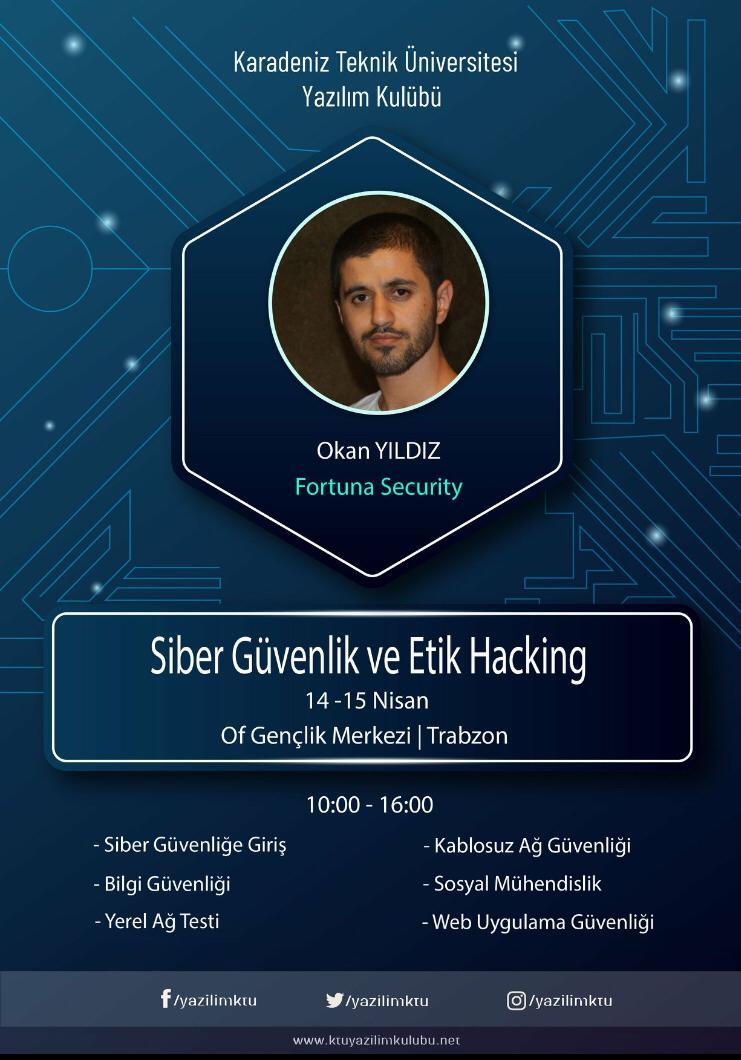 Karadeniz Teknik Üniversitesi
Yazılım Kulübü
Okan YILDIZ
Fortuna Security
Siber Güvenlik ve Etik Hacking
14 -15 Nisan
Of Gençlik Merkezi | Trabzon
10:00 - 16:00
- Siber Güvenliğe Giriş
- Bilgi Güvenliği
- Yerel Ağ Testi
- Kablosuz Ağ Güvenliği
- Sosyal Mühendislik
- Web Uygulama Güvenliği
/yazilimktu
/yazilimktu
/yazilimktu
www.ktuyazilimkulubu.net